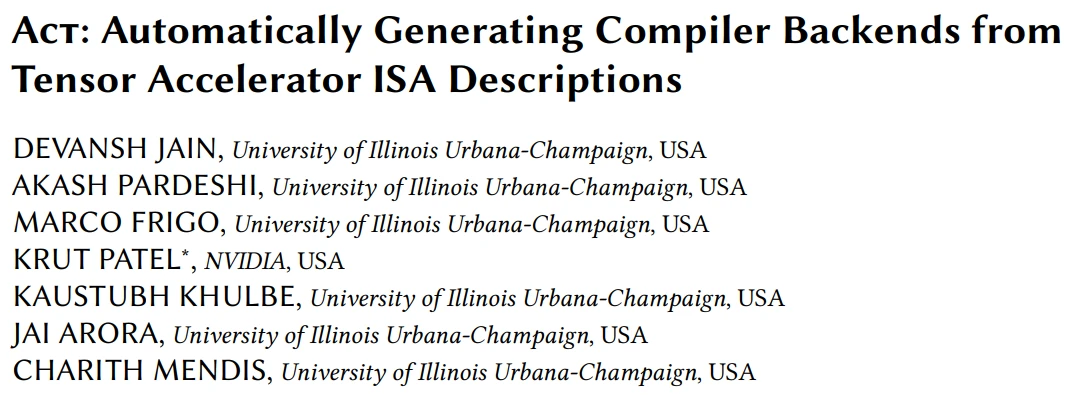 ACT: Automatically Generating Compiler Backends from
Tensor Accelerator ISA Descriptions
DEVANSH JAIN, University of Illinois Urbana-Champaign, USA
AKASH PARDESHI, University of Illinois Urbana-Champaign, USA
MARCO FRIGO, University of Illinois Urbana-Champaign, USA
KRUT PATEL*, NVIDIA, USA
KAUSTUBH KHULBE, University of Illinois Urbana-Champaign, USA
JAI ARORA, University of Illinois Urbana-Champaign, USA
CHARITH MENDIS, University of Illinois Urbana-Champaign, USA